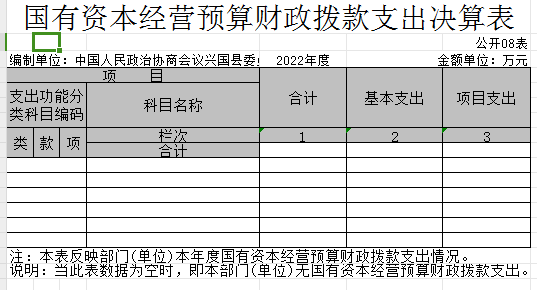 国有资本经营预算财政拨款支出决算表
公开08表
编制单位：中国人民政治协商会议兴国县委 2022年度 金额单位：万元
项 目
支出功能分类科目编码
科目名称
合计
基本支出
项目支出
类 款 项
栏次
1
2
3
合计
注：本表反映部门(单位)本年度国有资本经营预算财政拨款支出情况。
说明：当此表数据为空时，即本部门(单位)无国有资本经营预算财政拨款支出。